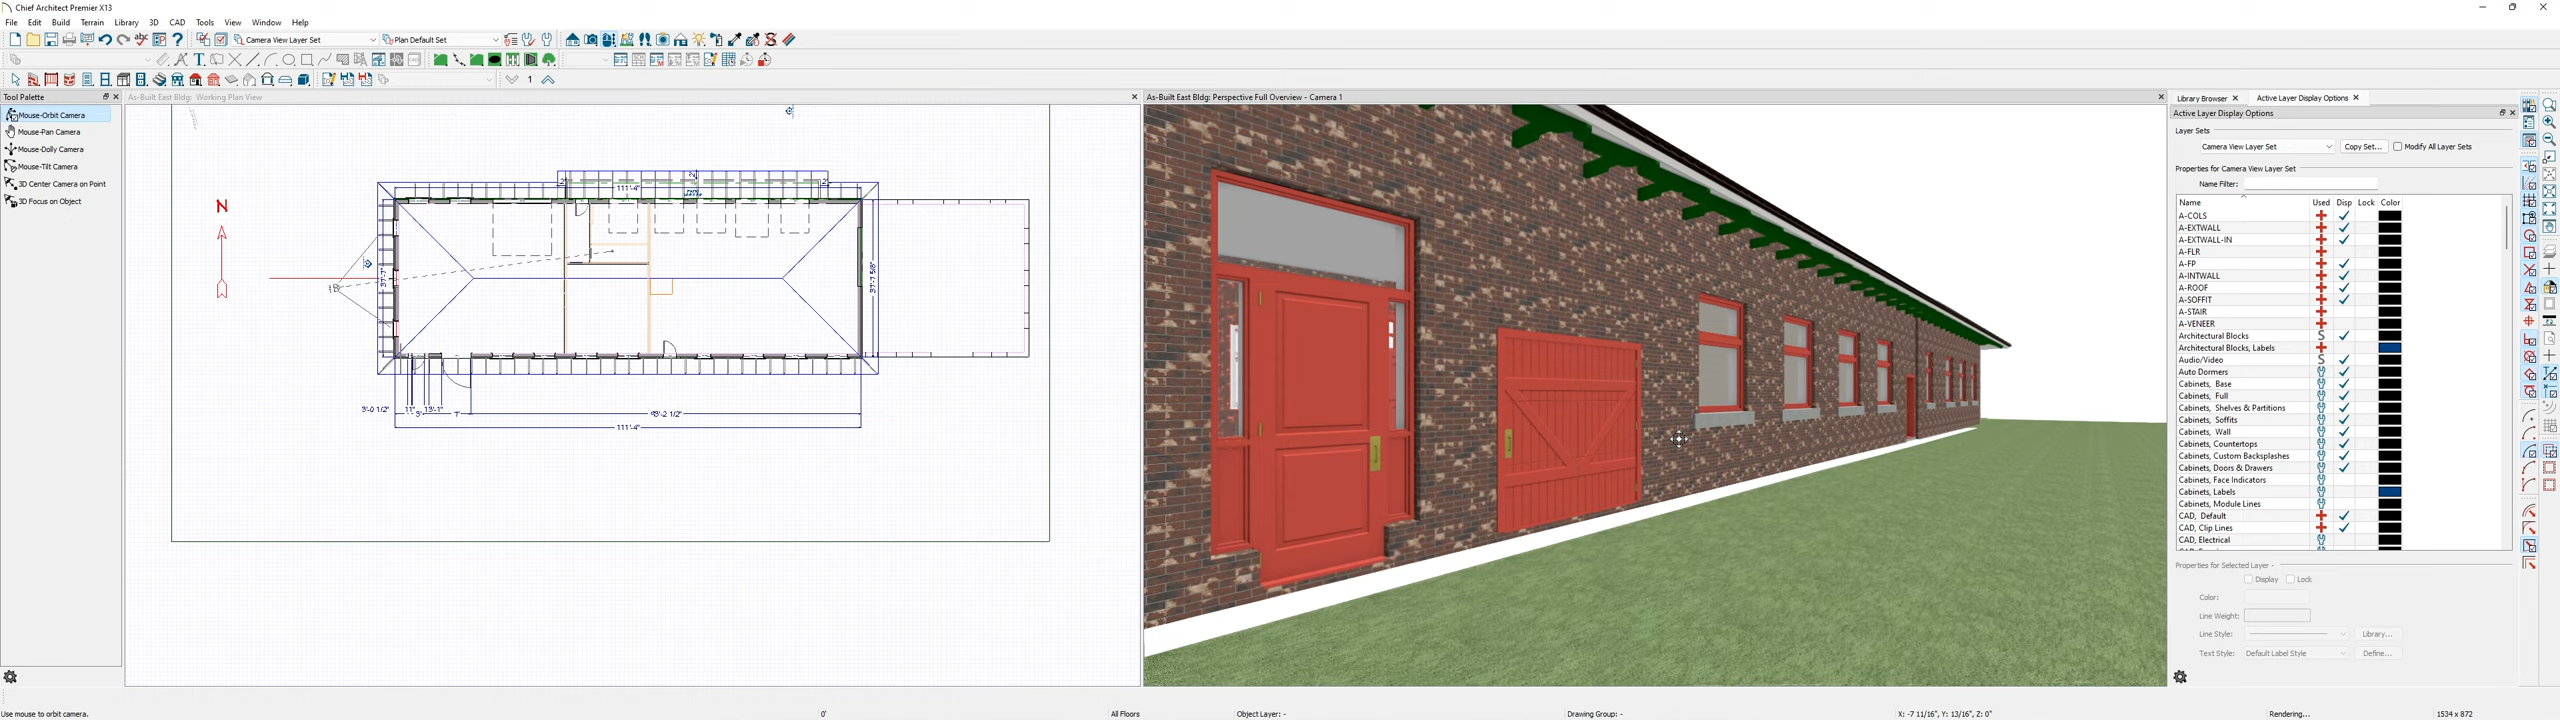 Chief Architect Premier X13
File Edit Build Terrain Library 3D CAD Tools View Window Help
Camera View Layer Set Plan Default Set
1
Tool Palette
Mouse-Orbit Camera
Mouse-Pan Camera
Mouse-Dolly Camera
Mouse-Tilt Camera
3D Center Camera on Point
3D Focus on Object
As-Built East Bldg: Working Plan View
N
111'-4"
3'-0 1/2"
11"
13'-1"
111'-4"
As-Built East Bldg: Perspective Full Overview - Camera 1
Library Browser
Active Layer Display Options
Active Layer Display Options
Layer Sets
Camera View Layer Set Copy Set... Modify All Layer Sets
Properties for Camera View Layer Set
Name Filter:
Name Used Disp Lock Color
A-COLS
A-EXTWALL
A-EXTWALL-IN
A-FLR
A-FP
A-INTWALL
A-ROOF
A-SOFFIT
A-STAIR
A-VENEER
Architectural Blocks S
Architectural Blocks, Labels
Audio/Video S
Auto Dormers
Cabinets, Base
Cabinets, Full
Cabinets, Shelves & Partitions
Cabinets, Soffits
Cabinets, Wall
Cabinets, Countertops
Cabinets, Custom Backsplashes
Cabinets, Doors & Drawers
Cabinets, Face Indicators
Cabinets, Labels
Cabinets, Module Lines
CAD, Default
CAD, Clip Lines
CAD, Electrical
Properties for Selected Layer -
Display Lock
Color:
Line Weight:
Line Style: Library...
Text Style: Default Label Style Define...
Use mouse to orbit camera. 0' All Floors Object Layer: - Drawing Group: - X: -7 11/16", Y: 13/16", Z: 0" Rendering... 1534 x 872